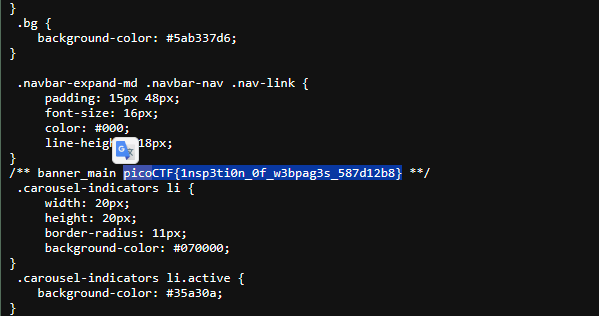 }
.bg {
background-color: #5ab337d6;
}
.navbar-expand-md .navbar-nav .nav-link {
padding: 15px 48px;
font-size: 16px;
color: #000;
line-heigh 18px;
}
/** banner_main picoCTF{1nsp3ti0n_0f_w3bpag3s_587d12b8} **/
.carousel-indicators li {
width: 20px;
height: 20px;
border-radius: 11px;
background-color: #070000;
}
.carousel-indicators li.active {
background-color: #35a30a;
}